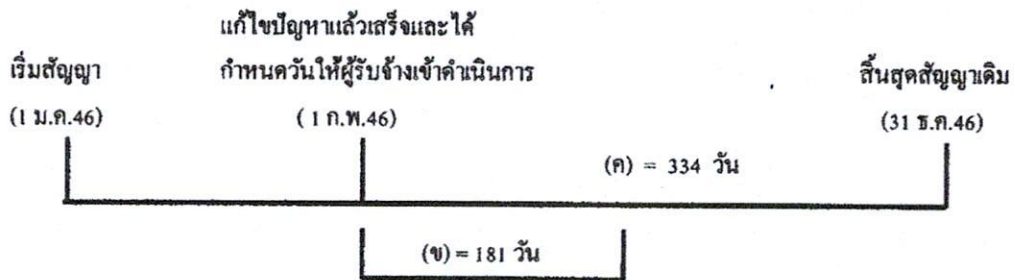 แก้ไขปัญหาแล้วเสร็จและได้
เริ่มสัญญา กำหนดวันให้ผู้รับจ้างเข้าดำเนินการ สิ้นสุดสัญญาเดิม
(1 ม.ค.46) ( 1 ก.พ.46) (31 ธ.ค.46)
(ค) = 334 วัน
(ข) = 181 วัน